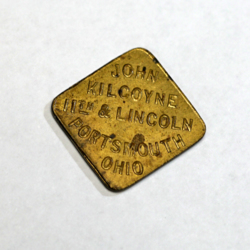 JOHN
KILCOYNE
11TH & LINCOLN
PORTSMOUTH
OHIO